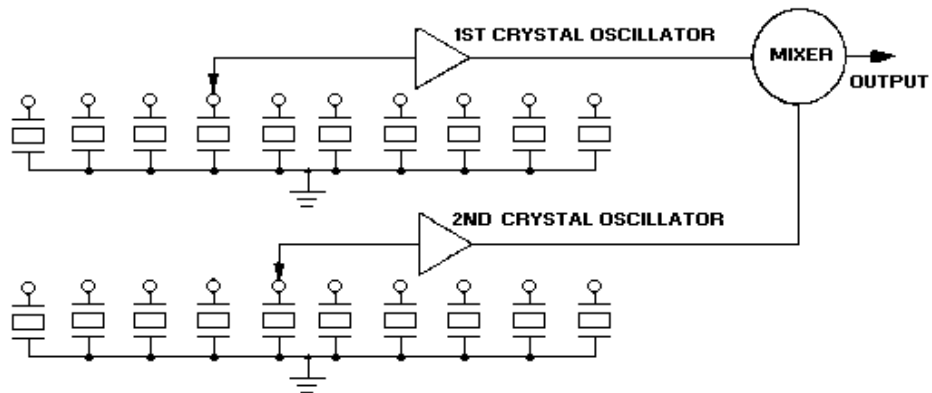 1ST CRYSTAL OSCILLATOR
MIXER
OUTPUT
2ND CRYSTAL OSCILLATOR